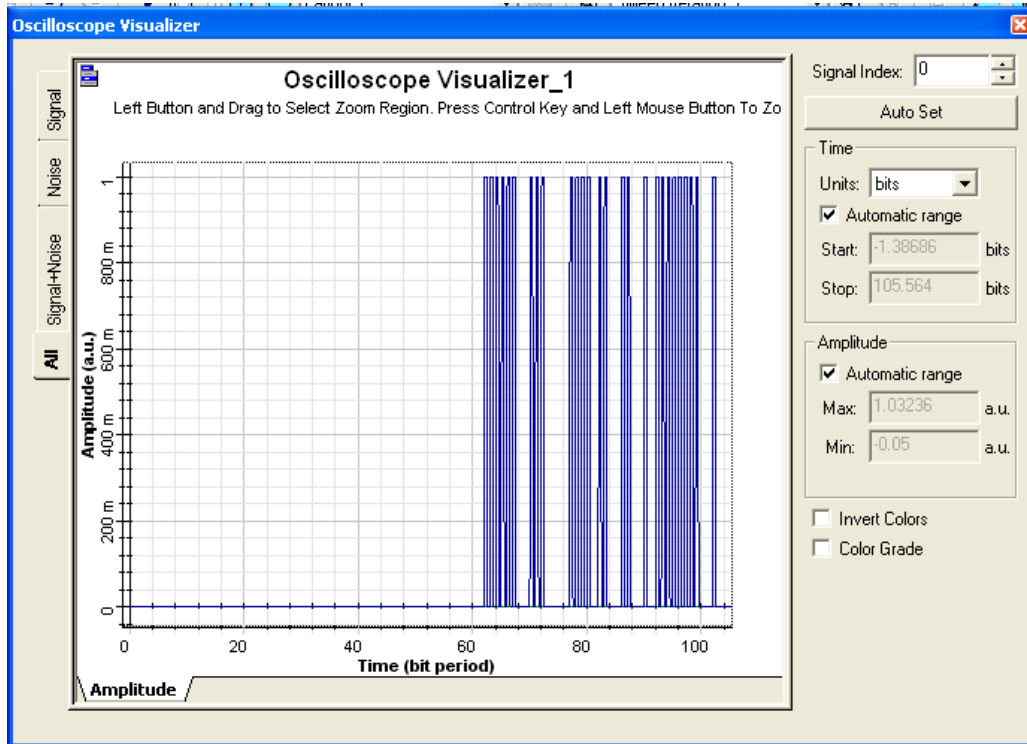 Oscilloscope Visualizer
Signal
Noise
Signal+Noise
All
Oscilloscope Visualizer_1
Left Button and Drag to Select Zoom Region. Press Control Key and Left Mouse Button To Zo
Amplitude (a.u.)
1
800 m
600 m
400 m
200 m
0
0 20 40 60 80 100
Time (bit period)
Amplitude
Signal Index: 0
Auto Set
Time
Units: bits
Automatic range
Start: -1.38686 bits
Stop: 105.564 bits
Amplitude
Automatic range
Max: 1.03236 a.u.
Min: -0.05 a.u.
Invert Colors
Color Grade